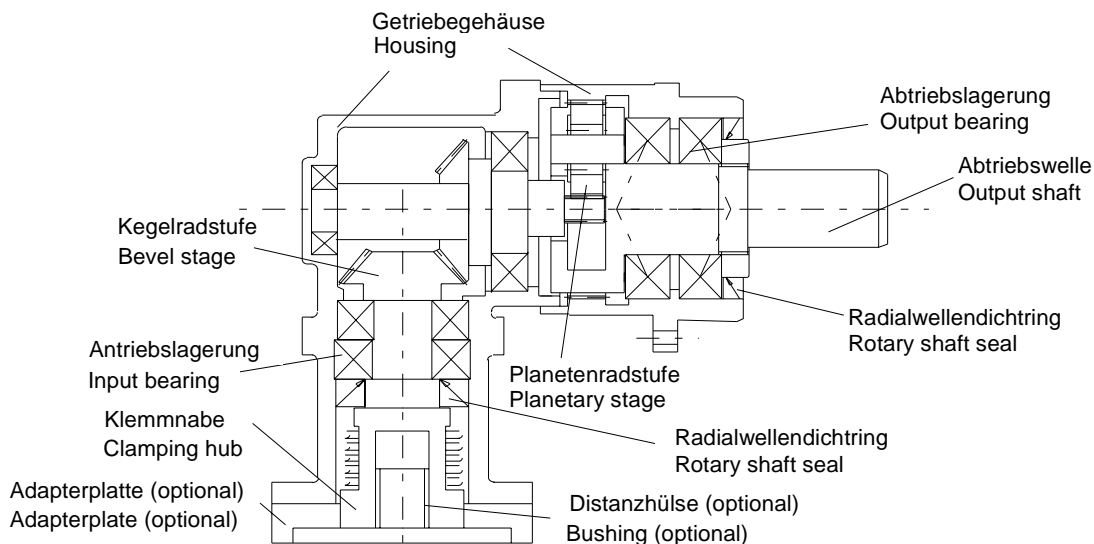 Getriebegehäuse
Housing
Abtriebslagerung
Output bearing
Abtriebswelle
Output shaft
Kegelradstufe
Bevel stage
Radialwellendichtring
Rotary shaft seal
Antriebslagerung
Input bearing
Planetenradstufe
Planetary stage
Klemmnabe
Clamping hub
Radialwellendichtring
Rotary shaft seal
Adapterplatte (optional)
Adapterplate (optional)
Distanzhülse (optional)
Bushing (optional)